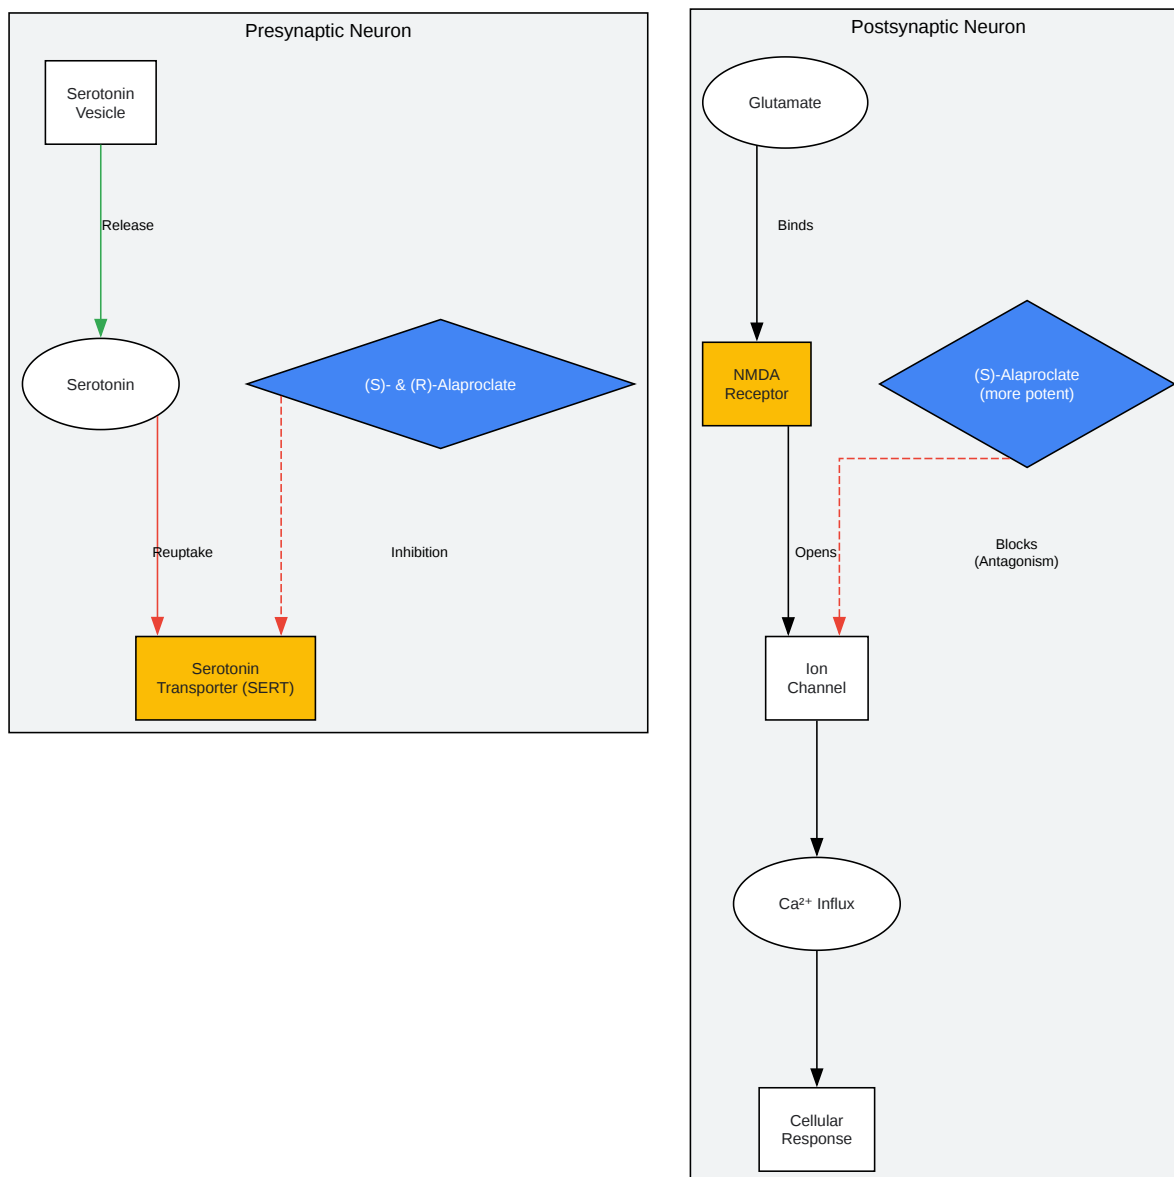 Presynaptic Neuron
Serotonin
Vesicle
Release
Serotonin
(S)- & (R)-Alaproclate
Reuptake
Inhibition
Serotonin
Transporter (SERT)
Postsynaptic Neuron
Glutamate
Binds
NMDA
Receptor
(S)-Alaproclate
(more potent)
Opens
Blocks
(Antagonism)
Ion
Channel
Ca²⁺ Influx
Cellular
Response